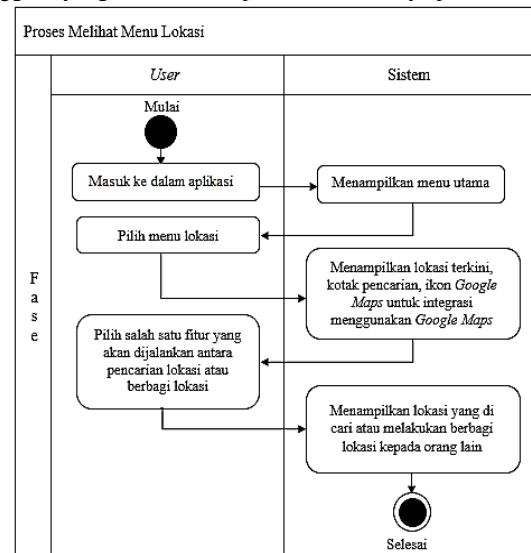 Proses Melihat Menu Lokasi
User
Sistem
Mulai
Masuk ke dalam aplikasi
Menampilkan menu utama
Pilih menu lokasi
Menampilkan lokasi terkini,
kotak pencarian, ikon Google
Maps untuk integrasi
menggunakan Google Maps
F
a
s
e
Pilih salah satu fitur yang
akan dijalankan antara
pencarian lokasi atau
berbagi lokasi
Menampilkan lokasi yang di
cari atau melakukan berbagi
lokasi kepada orang lain
Selesai